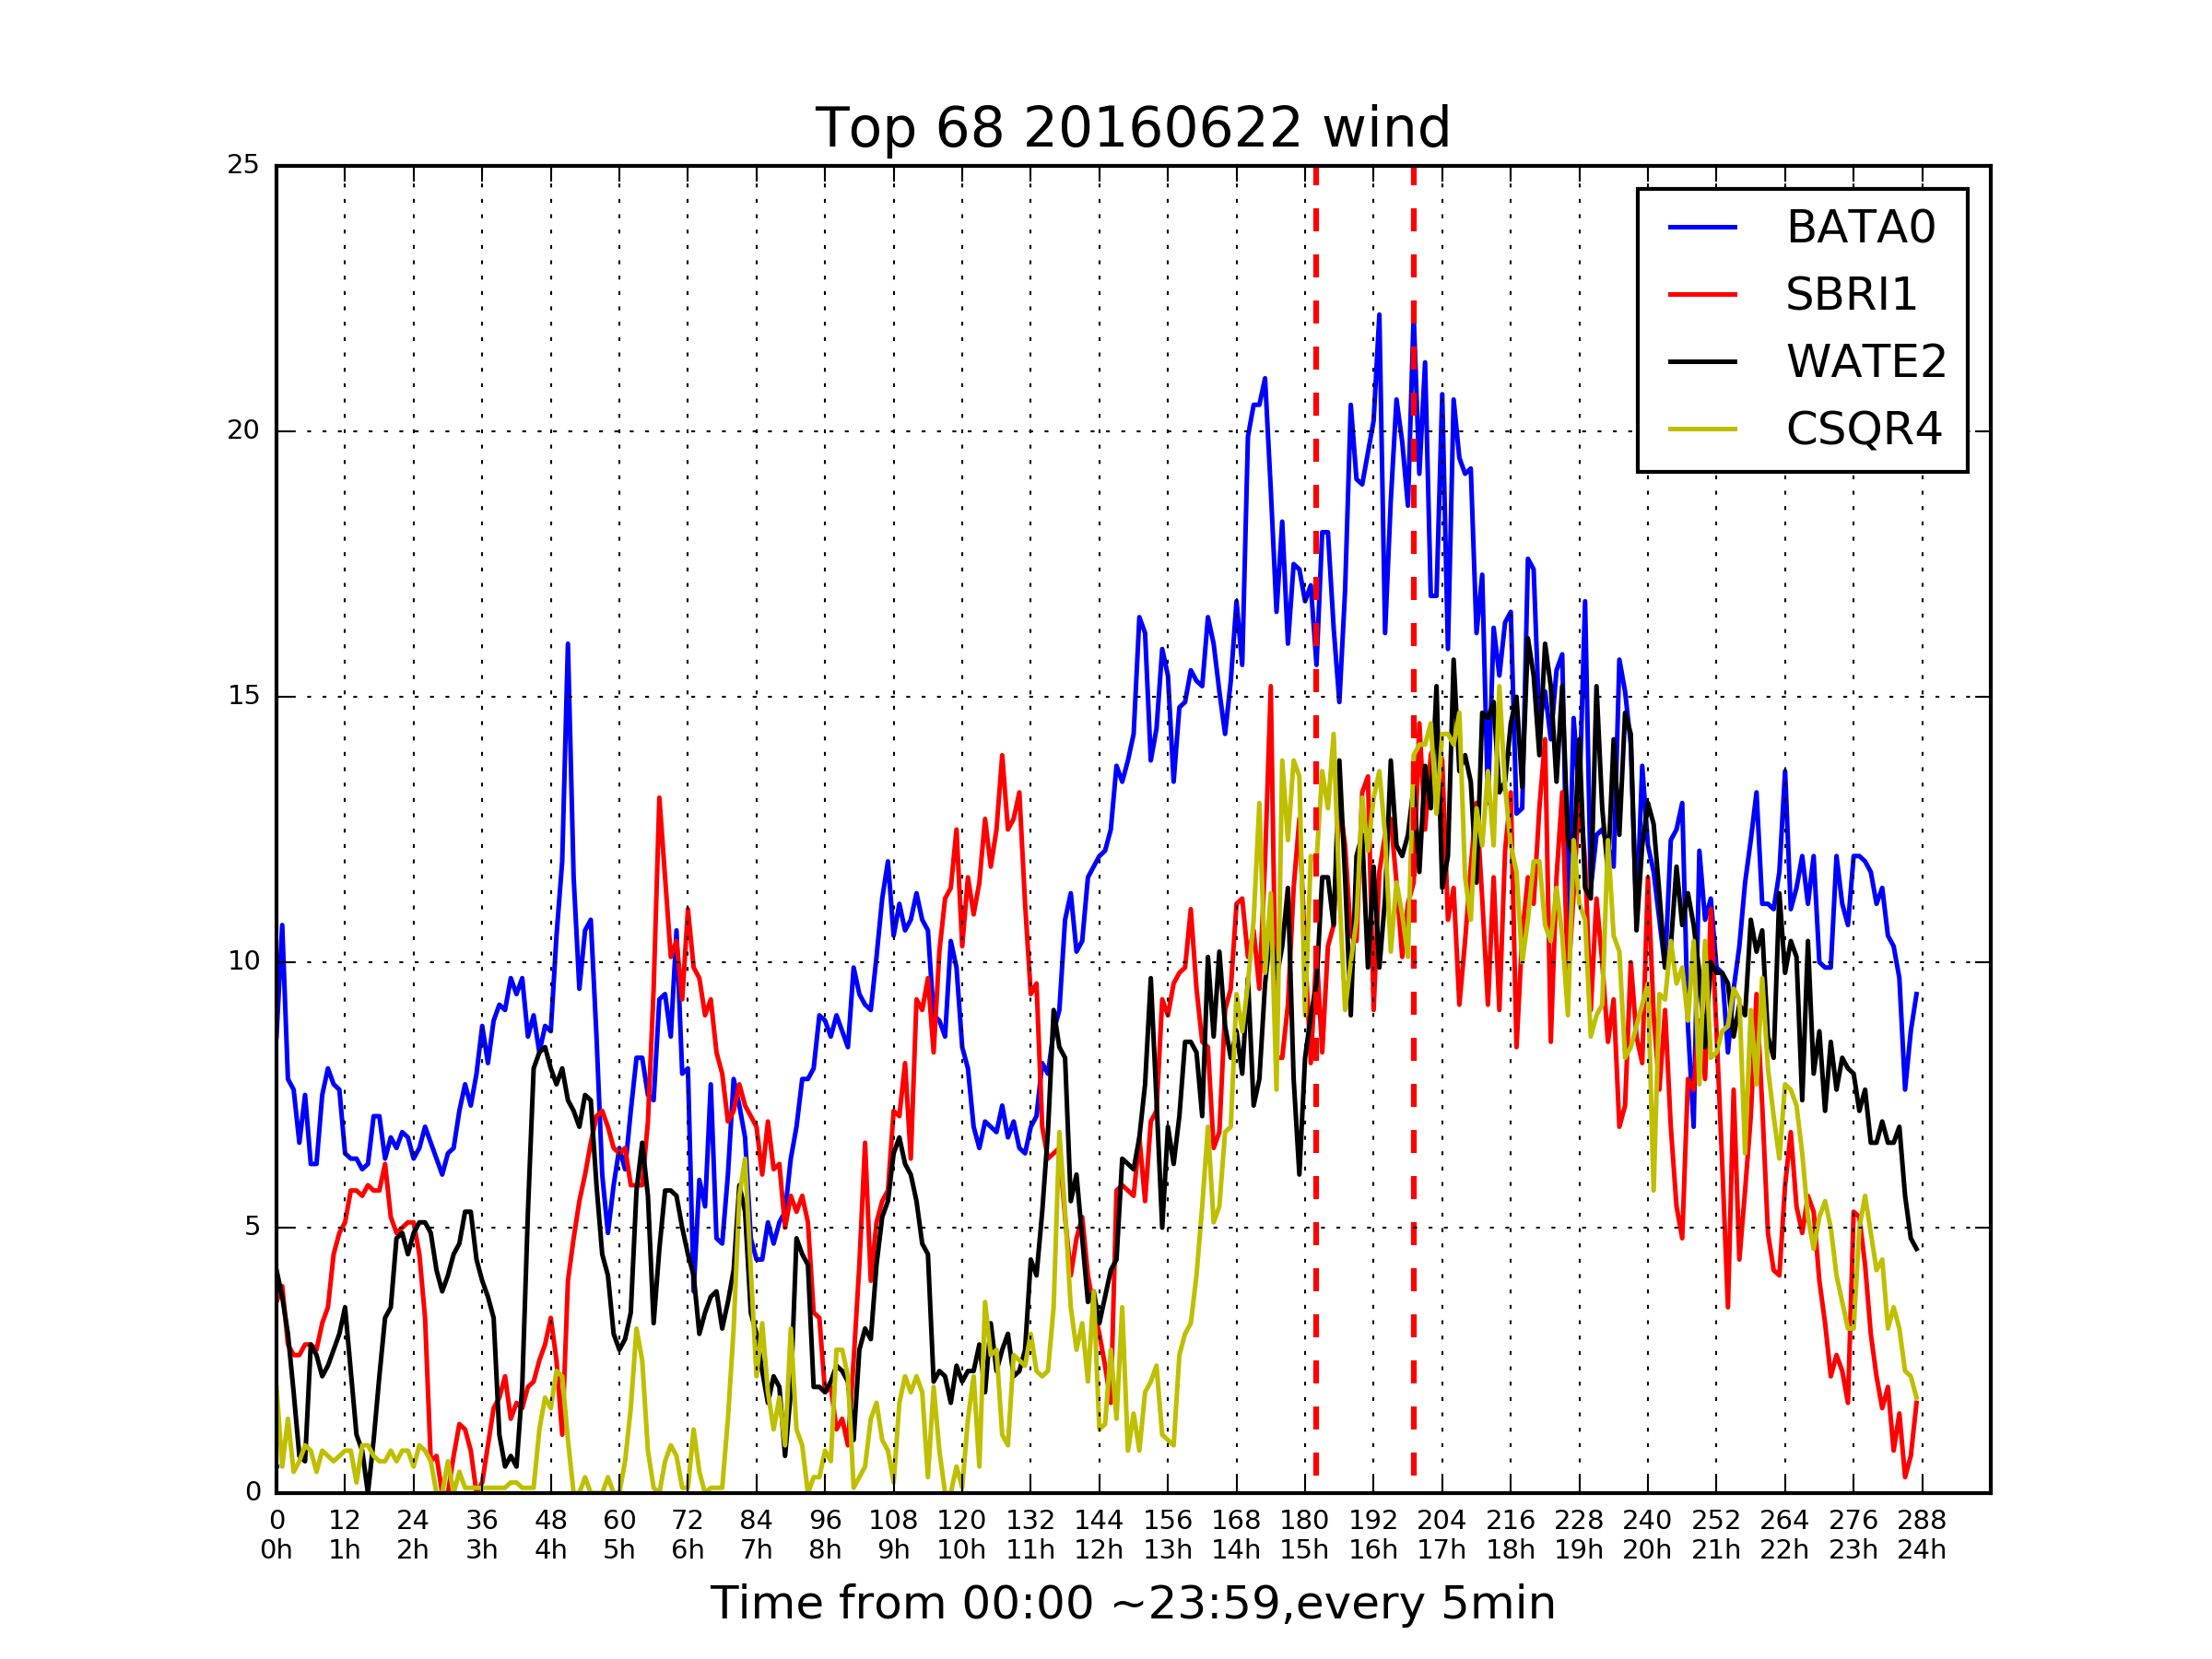 Top 68 20160622 wind
25
20
15
10
5
0
BATA0
SBRI1
WATE2
CSQR4
0 12 24 36 48 60 72 84 96 108 120 132 144 156 168 180 192 204 216 228 240 252 264 276 288
0h 1h 2h 3h 4h 5h 6h 7h 8h 9h 10h 11h 12h 13h 14h 15h 16h 17h 18h 19h 20h 21h 22h 23h 24h
Time from 00:00 ~23:59,every 5min